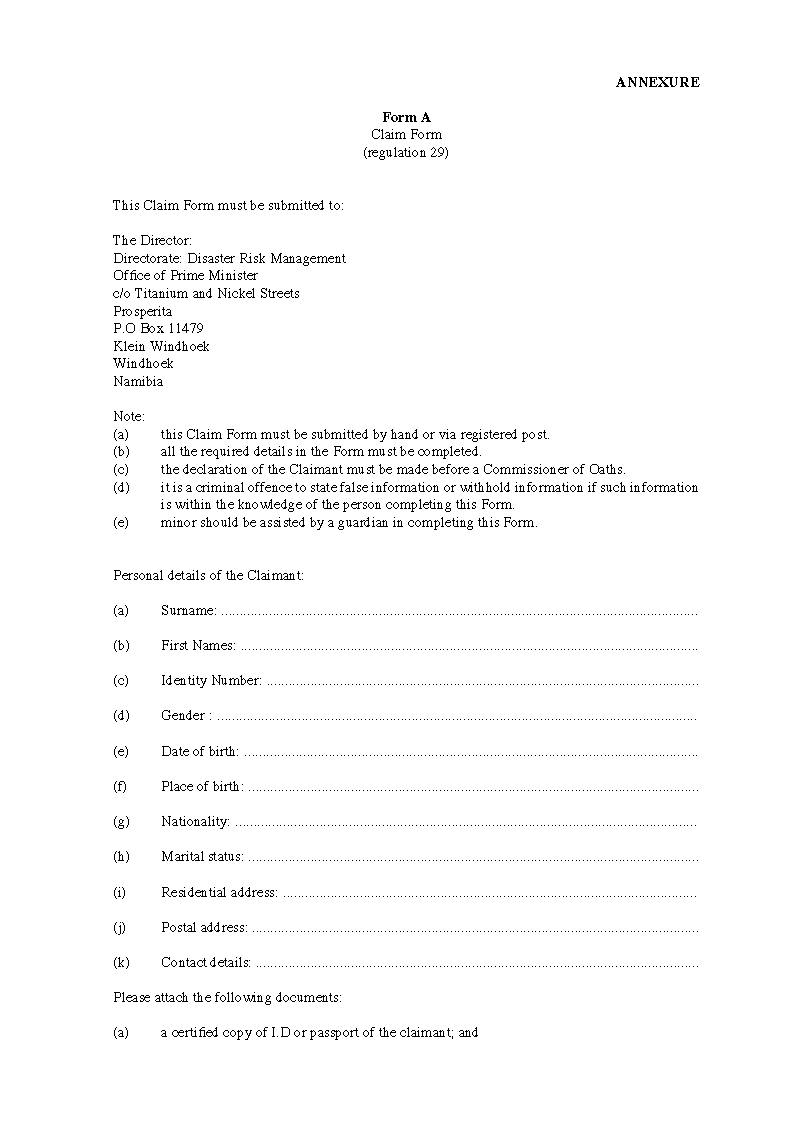 ANNEXURE
Form A
Claim Form
(regulation 29)
This Claim Form must be submitted to:
The Director:
Directorate: Disaster Risk Management
Office of Prime Minister
c/o Titanium and Nickel Streets
Prosperita
P.O Box 11479
Klein Windhoek
Windhoek
Namibia
Note:
(a) this Claim Form must be submitted by hand or via registered post.
(b) all the required details in the Form must be completed.
(c) the declaration of the Claimant must be made before a Commissioner of Oaths.
(d) it is a criminal offence to state false information or withhold information if such information
is within the knowledge of the person completing this Form.
(e) minor should be assisted by a guardian in completing this Form.
Personal details of the Claimant:
(a) Surname: ....................................................................................................................................
(b) First Names: ..............................................................................................................................
(c) Identity Number: .......................................................................................................................
(d) Gender : .....................................................................................................................................
(e) Date of birth: .............................................................................................................................
(f) Place of birth: ............................................................................................................................
(g) Nationality: ................................................................................................................................
(h) Marital status: ............................................................................................................................
(i) Residential address: ..................................................................................................................
(j) Postal address: ...........................................................................................................................
(k) Contact details: ..........................................................................................................................
Please attach the following documents:
(a) a certified copy of I.D or passport of the claimant; and